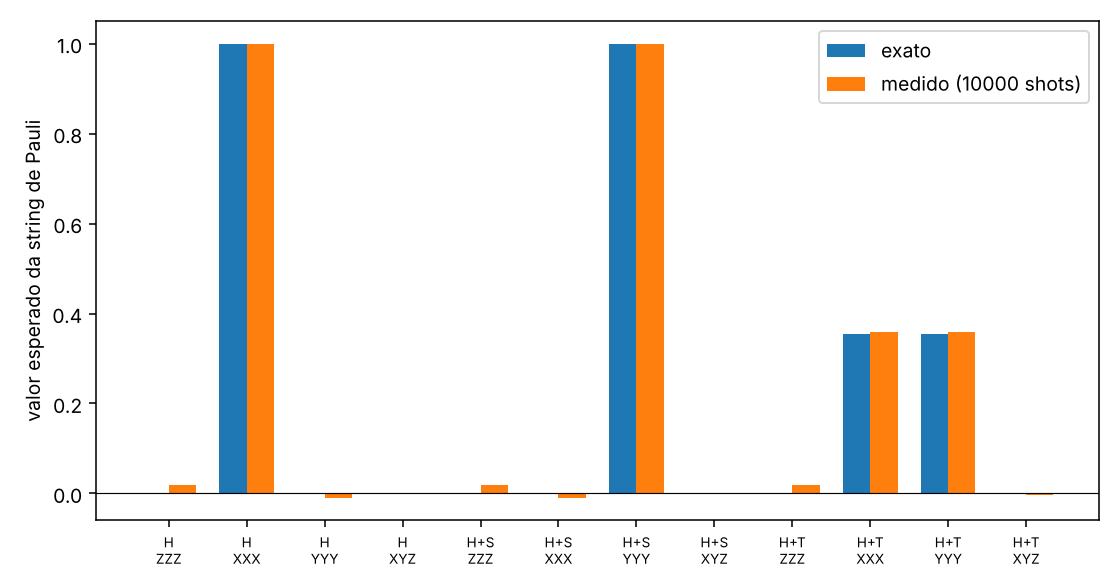 exato
medido (10000 shots)
valor esperado da string de Pauli
1.0
0.8
0.6
0.4
0.2
0.0
H
ZZZ
H
XXX
H
YYY
H
XYZ
H+S
ZZZ
H+S
XXX
H+S
YYY
H+S
XYZ
H+T
ZZZ
H+T
XXX
H+T
YYY
H+T
XYZ